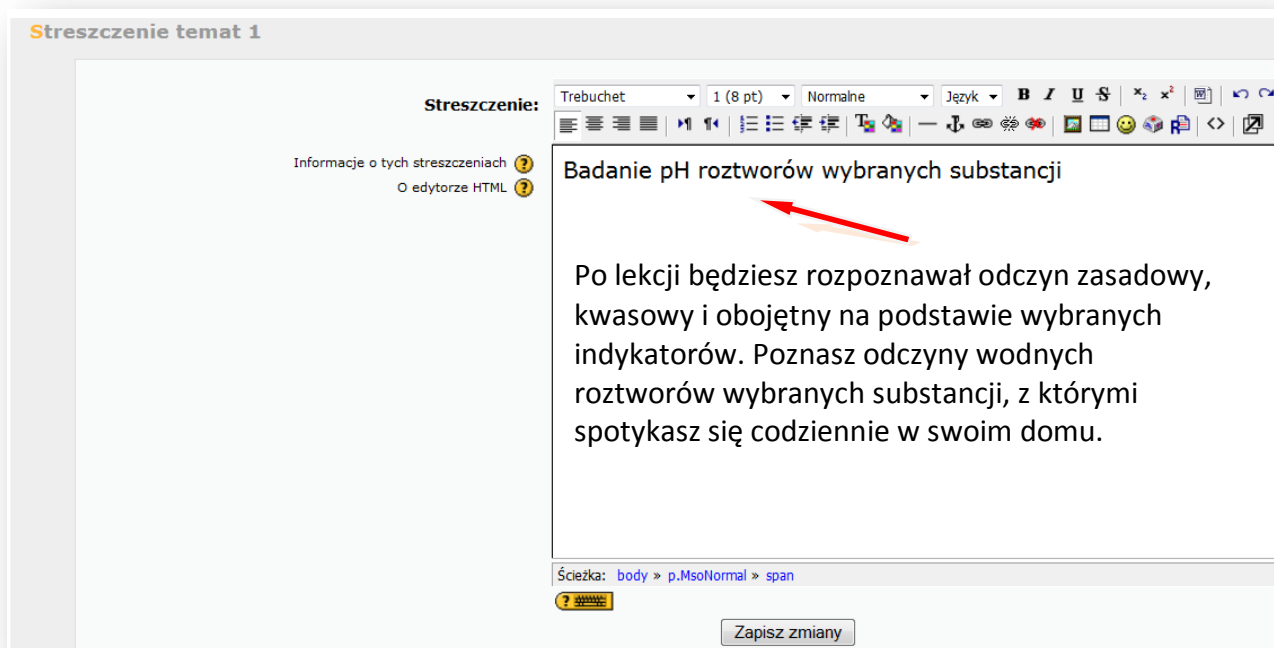 Streszczenie temat 1
Streszczenie:
Trebuchet 1 (8 pt) Normalne Język B I U S x₂ x²
Informacje o tych streszczeniach ?
O edytorze HTML ?
Badanie pH roztworów wybranych substancji
Po lekcji będziesz rozpoznawał odczyn zasadowy,
kwasowy i obojętny na podstawie wybranych
indykatorów. Poznasz odczyny wodnych
roztworów wybranych substancji, z którymi
spotykasz się codziennie w swoim domu.
Ścieżka: body » p.MsoNormal » span
?
Zapisz zmiany